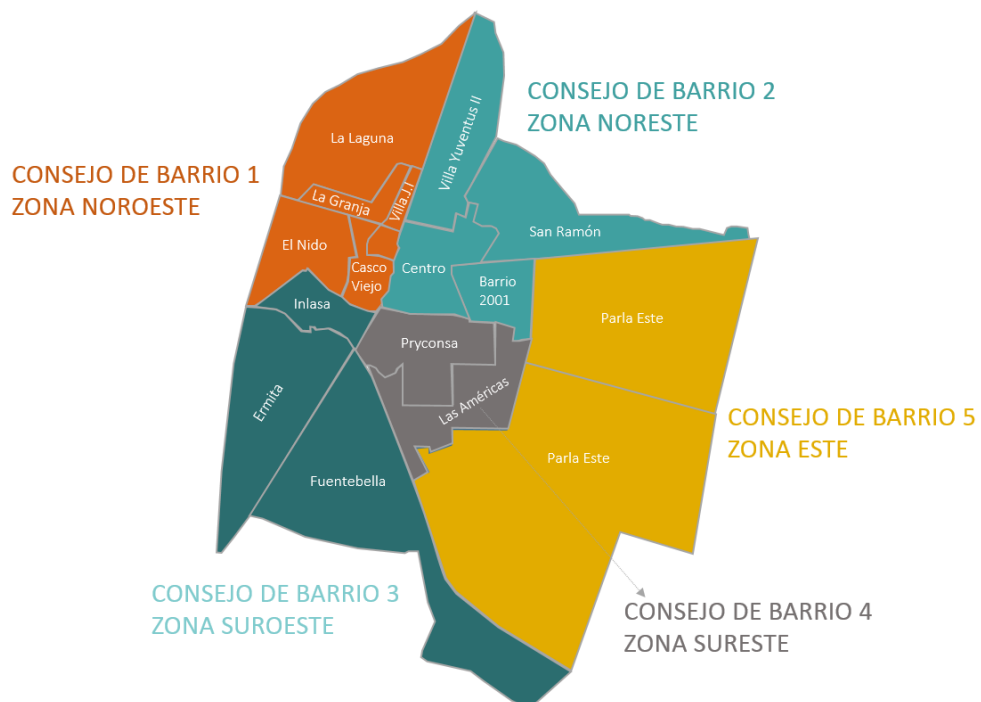 CONSEJO DE BARRIO 2
ZONA NORESTE
La Laguna
Villa Yuventus II
CONSEJO DE BARRIO 1
ZONA NOROESTE
La Granja
Villa J.I
San Ramón
El Nido
Casco
Viejo
Centro
Barrio
2001
Inlasa
Parla Este
Pryconsa
Las Américas
Ermita
CONSEJO DE BARRIO 5
ZONA ESTE
Parla Este
Fuentebella
CONSEJO DE BARRIO 3
ZONA SUROESTE
CONSEJO DE BARRIO 4
ZONA SURESTE